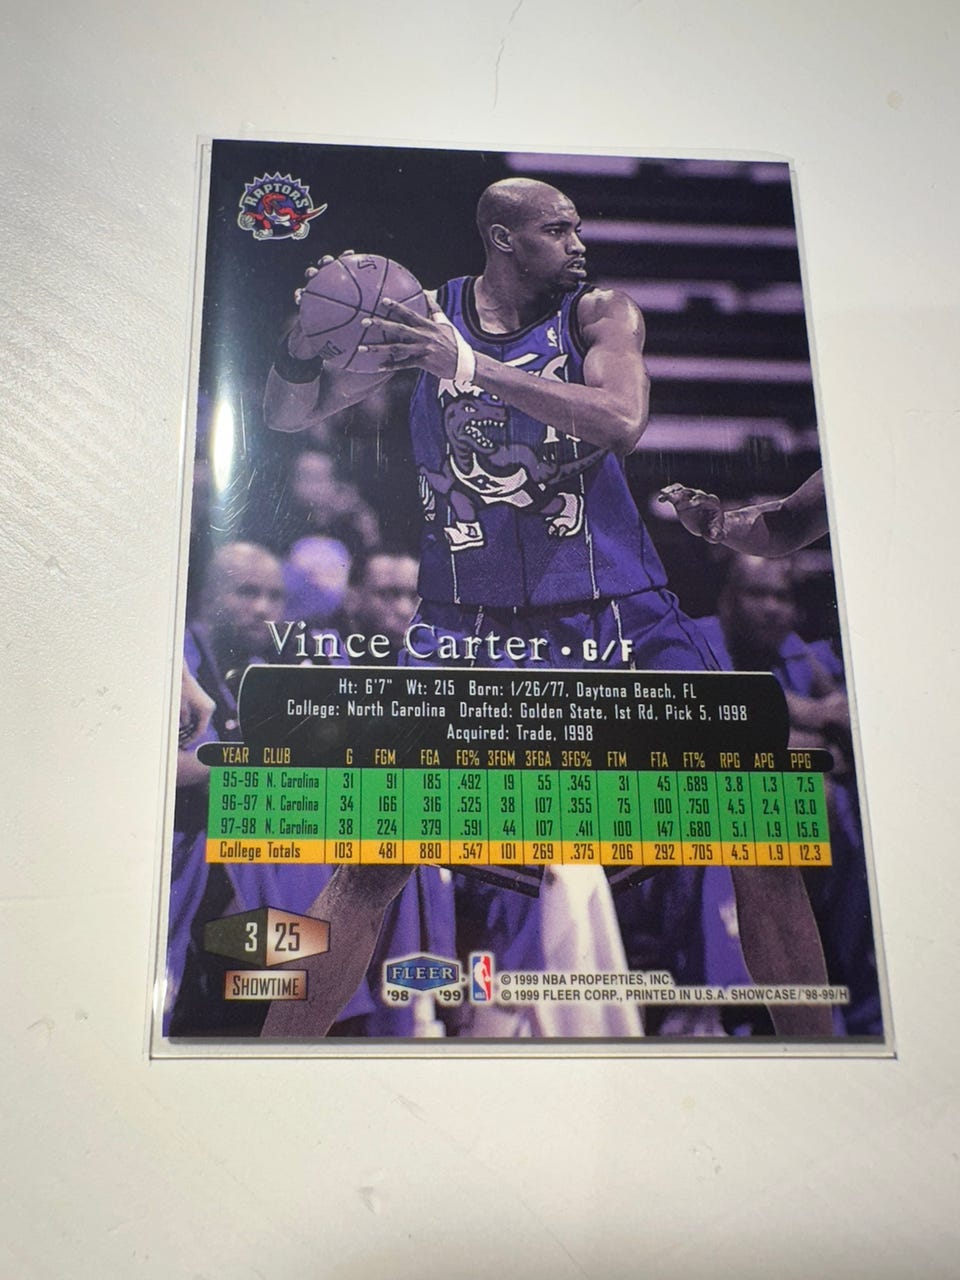 RAPTORS
Vince Carter • G/F
Ht: 6'7" Wt: 215 Born: 1/26/77, Daytona Beach, FL
College: North Carolina Drafted: Golden State, 1st Rd, Pick 5, 1998
Acquired: Trade, 1998
YEAR CLUB G FGM FGA FG% 3FGM 3FGA 3FG% FTM FTA FT% RPG APG PPG
95-96 N. Carolina 31 91 185 .492 19 55 .345 31 45 .689 3.8 1.3 7.5
96-97 N. Carolina 34 166 316 .525 38 107 .355 75 100 .750 4.5 2.4 13.0
97-98 N. Carolina 38 224 379 .591 44 107 .411 100 147 .680 5.1 1.9 15.6
College Totals 103 481 880 .547 101 269 .375 206 292 .705 4.5 1.9 12.3
3 25
SHOWTIME
FLEER
'98 '99
NBA
© 1999 NBA PROPERTIES, INC.
© 1999 FLEER CORP., PRINTED IN U.S.A. SHOWCASE/'98-99/H